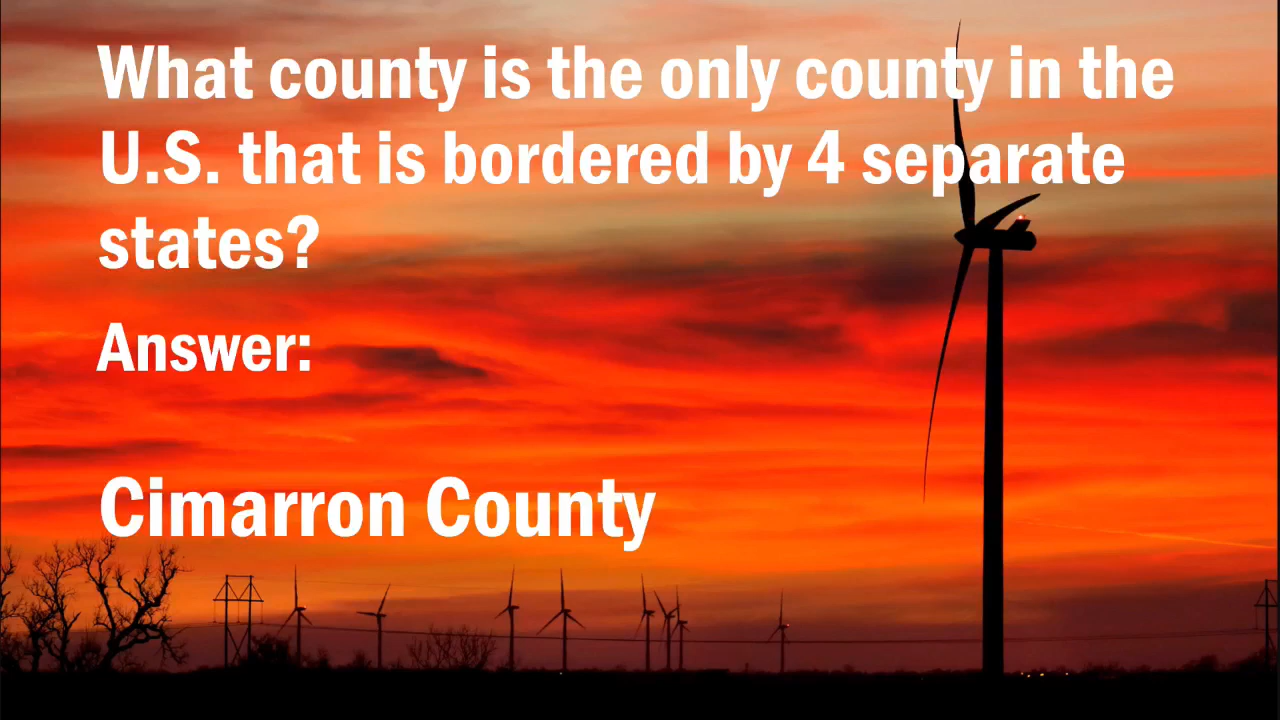 What county is the only county in the
U.S. that is bordered by 4 separate
states?
Answer:
Cimarron County